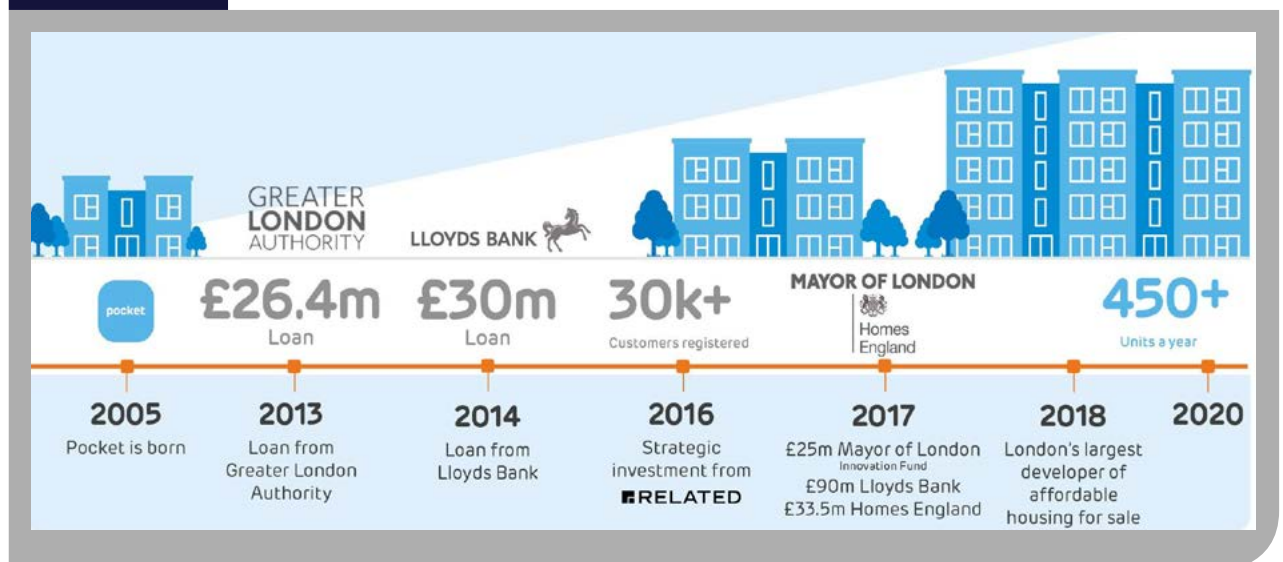 GREATER
LONDON
AUTHORITY
LLOYDS BANK
pocket
£26.4m
Loan
£30m
Loan
30k+
Customers registered
MAYOR OF LONDON
Homes
England
450+
Units a year
2005
Pocket is born
2013
Loan from
Greater London
Authority
2014
Loan from
Lloyds Bank
2016
Strategic
investment from
RELATED
2017
£25m Mayor of London
Innovation Fund
£90m Lloyds Bank
£33.5m Homes England
2018
London's largest
developer of
affordable
housing for sale
2020